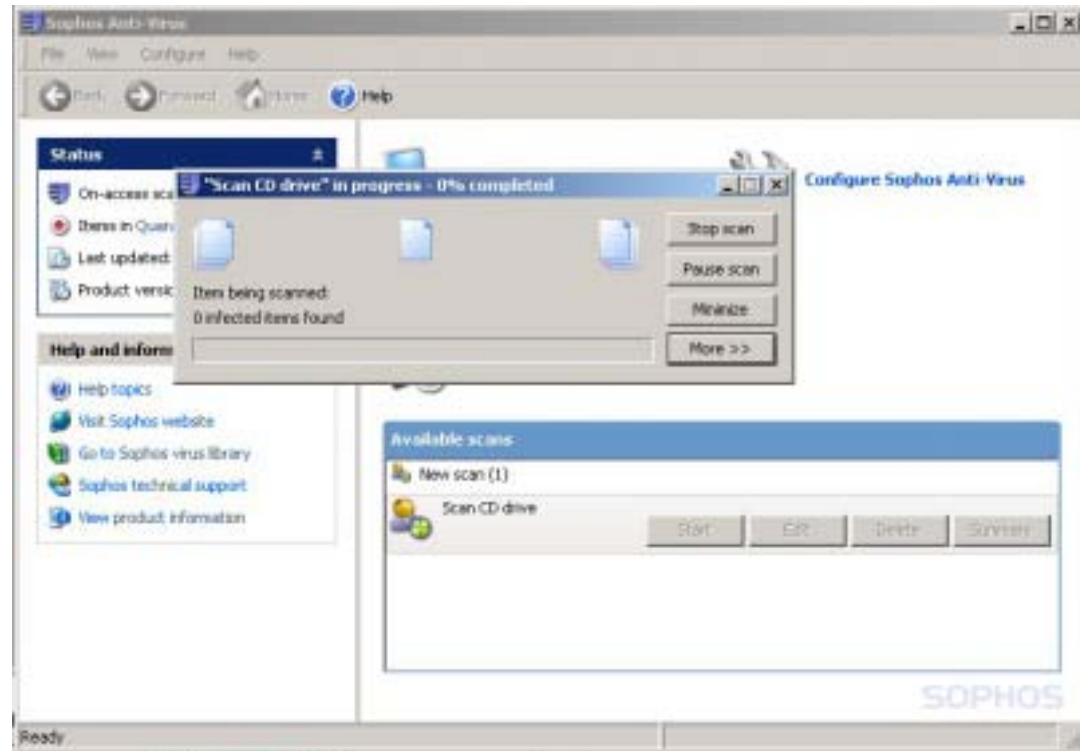 Sophos Anti-Virus
File View Configure Help
Back Forward Home Help
Status
On-access sca
Items in Quar
Last updated:
Product versio
Help and inform
Help topics
Visit Sophos website
Go to Sophos virus library
Sophos technical support
View product information
"Scan CD drive" in progress - 0% completed
Item being scanned:
0 infected items found
Stop scan
Pause scan
Minimize
More >>
Configure Sophos Anti-Virus
Available scans
New scan (1)
Scan CD drive
Start Edit Delete Summary
SOPHOS
Ready